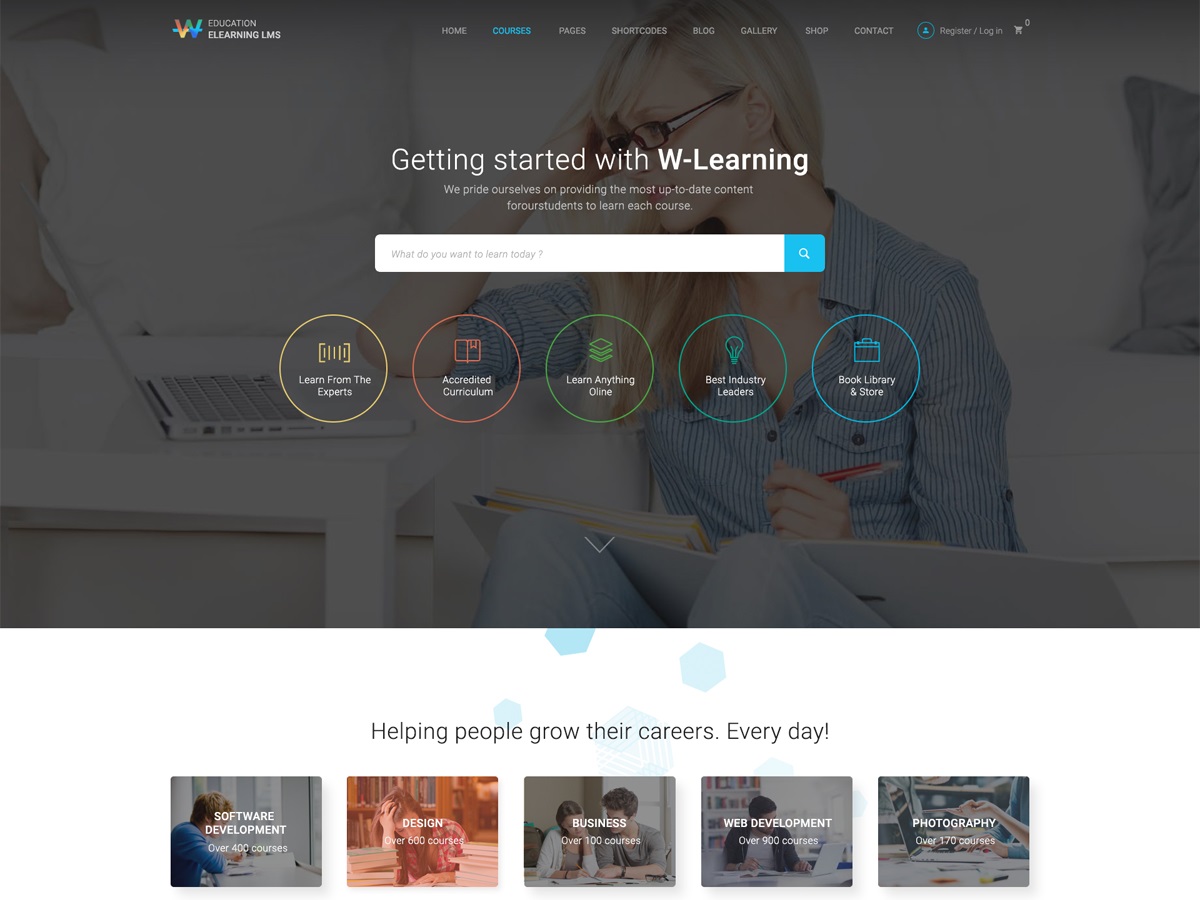 EDUCATION
ELEARNING LMS
HOME
COURSES
PAGES
SHORTCODES
BLOG
GALLERY
SHOP
CONTACT
Register / Log in
0
Getting started with W-Learning
We pride ourselves on providing the most up-to-date content
forourstudents to learn each course.
What do you want to learn today ?
Learn From The
Experts
Accredited
Curriculum
Learn Anything
Oline
Best Industry
Leaders
Book Library
& Store
Helping people grow their careers. Every day!
SOFTWARE
DEVELOPMENT
Over 400 courses
DESIGN
Over 600 courses
BUSINESS
Over 100 courses
WEB DEVELOPMENT
Over 900 courses
PHOTOGRAPHY
Over 170 courses